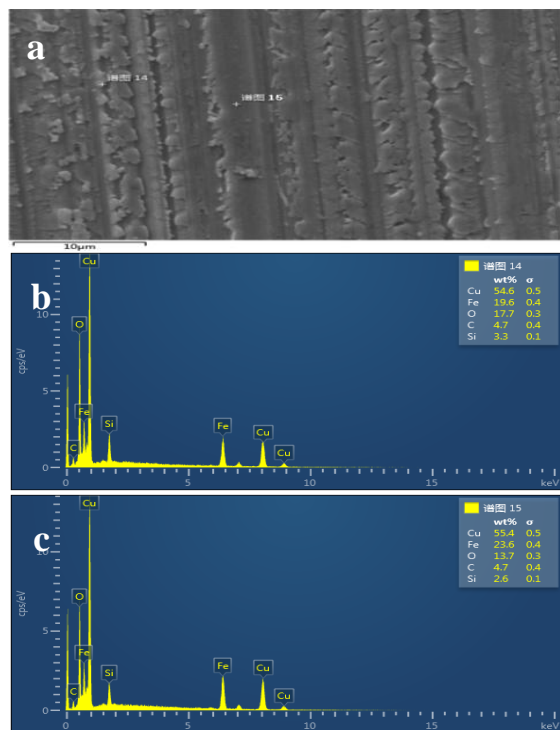 a
谱图 14
谱图 15
10μm
b
谱图 14
wt% σ
Cu 54.6 0.5
Fe 19.6 0.4
O 17.7 0.3
C 4.7 0.4
Si 3.3 0.1
Cu
O
Fe
C
Si
Fe
Cu
Cu
cps/eV
10
5
0
0 5 10 15 keV
c
谱图 15
wt% σ
Cu 55.4 0.5
Fe 23.6 0.4
O 13.7 0.3
C 4.7 0.4
Si 2.6 0.1
Cu
O
Fe
C
Si
Fe
Cu
Cu
cps/eV
10
5
0
0 5 10 15 keV